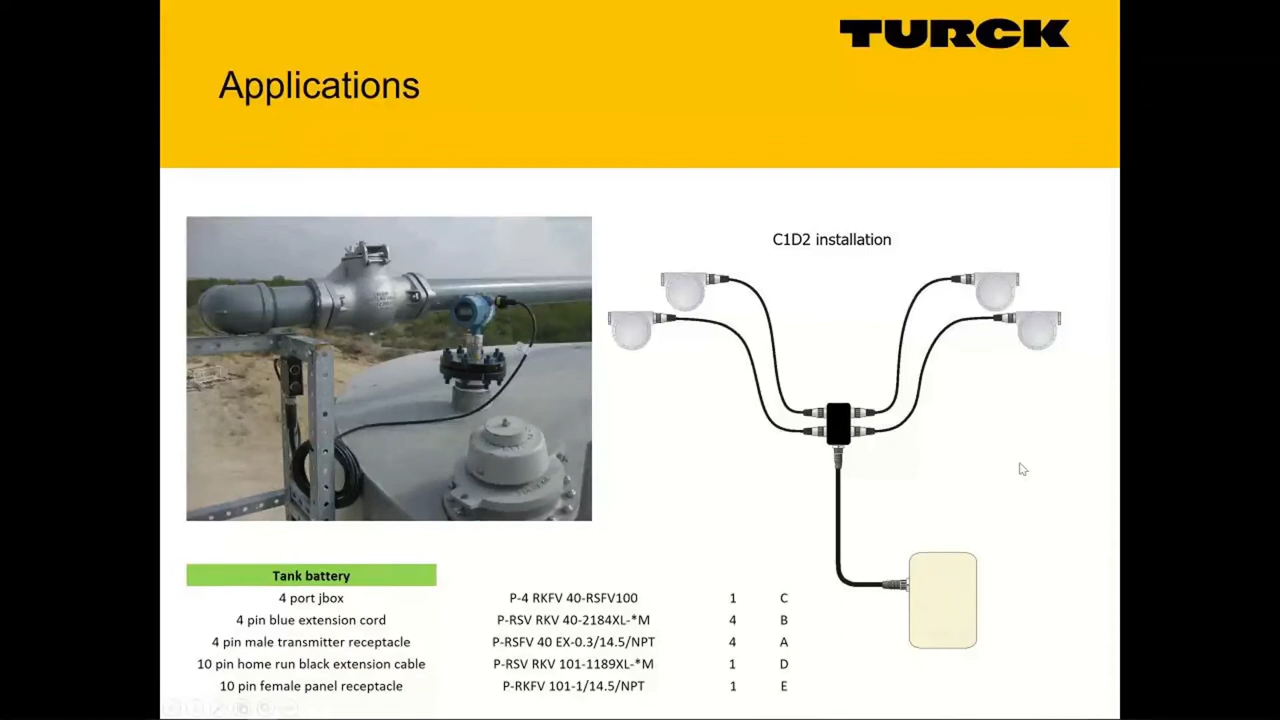 TURCK
Applications
C1D2 installation
Tank battery
4 port jbox P-4 RKFV 40-RSFV100 1 C
4 pin blue extension cord P-RSV RKV 40-2184XL-*M 4 B
4 pin male transmitter receptacle P-RSFV 40 EX-0.3/14.5/NPT 4 A
10 pin home run black extension cable P-RSV RKV 101-1189XL-*M 1 D
10 pin female panel receptacle P-RKFV 101-1/14.5/NPT 1 E